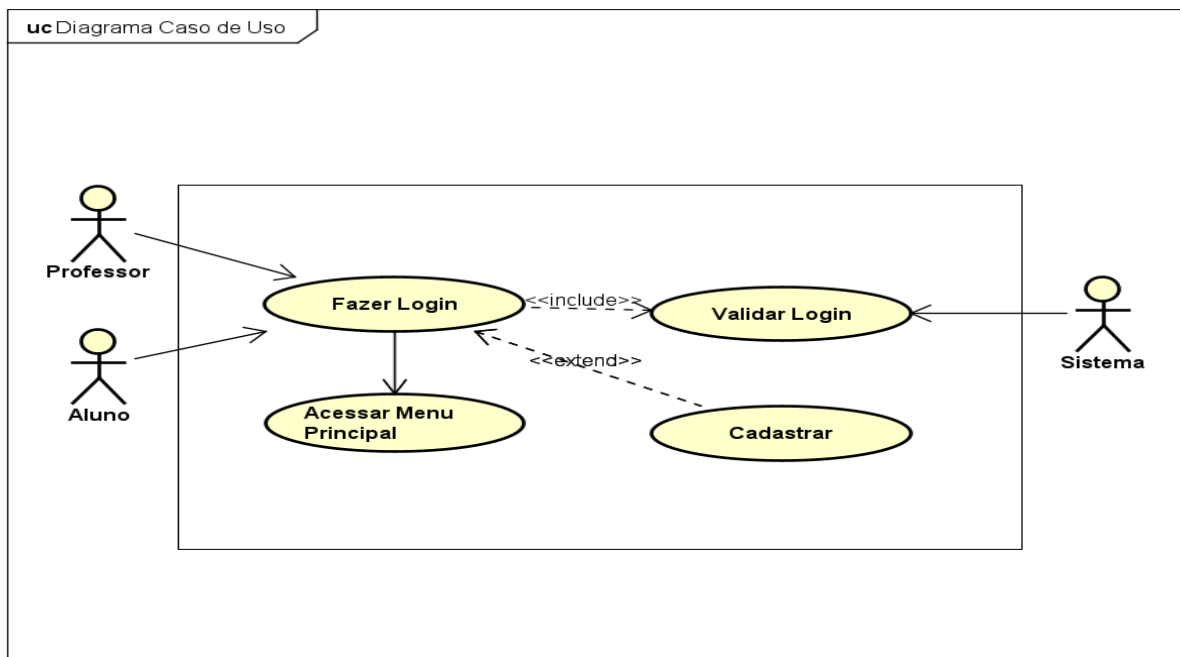 uc Diagrama Caso de Uso
Professor
Aluno
Fazer Login
<<include>>
Validar Login
Sistema
<<extend>>
Acessar Menu
Principal
Cadastrar